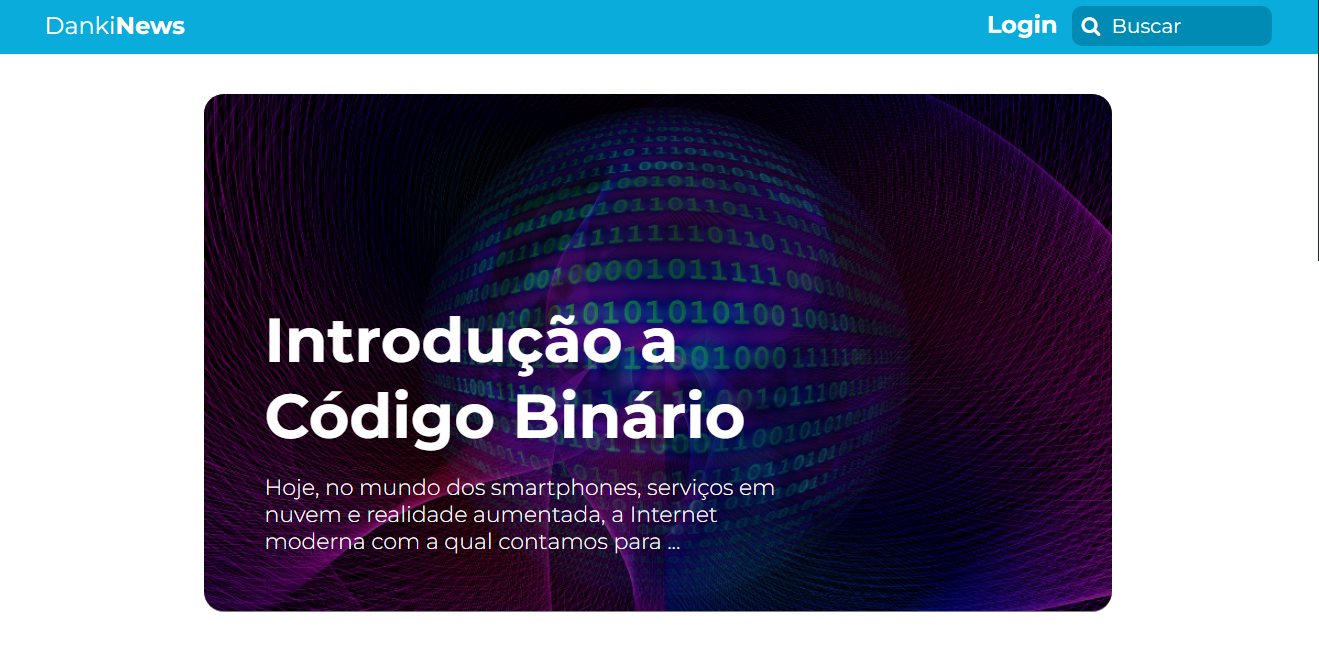 DankiNews
Login
Buscar
Introdução a
Código Binário
Hoje, no mundo dos smartphones, serviços em
nuvem e realidade aumentada, a Internet
moderna com a qual contamos para ...